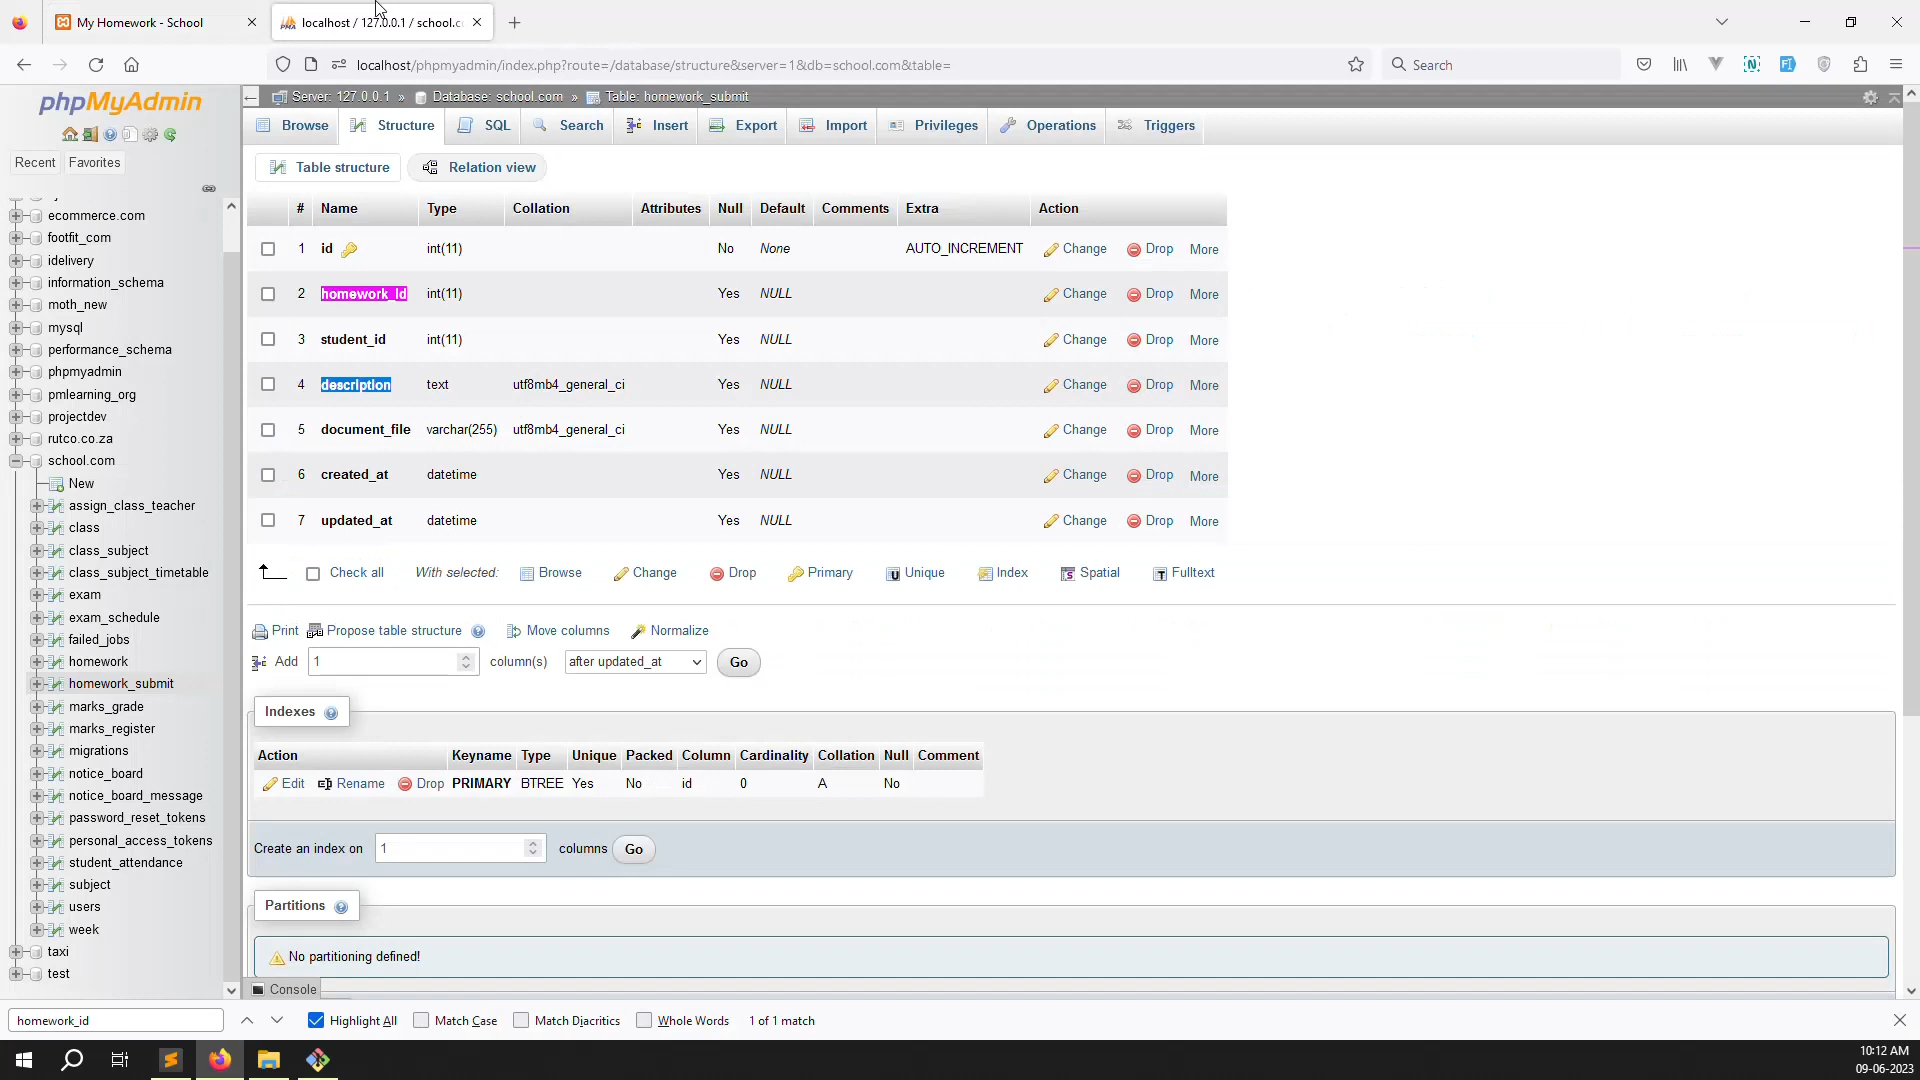 My Homework - School
localhost / 127.0.0.1 / school.c
localhost/phpmyadmin/index.php?route=/database/structure&server=1&db=school.com&table=
Search
phpMyAdmin
Recent
Favorites
ecommerce.com
footfit_com
idelivery
information_schema
moth_new
mysql
performance_schema
phpmyadmin
pmlearning_org
projectdev
rutco.co.za
school.com
New
assign_class_teacher
class
class_subject
class_subject_timetable
exam
exam_schedule
failed_jobs
homework
homework_submit
marks_grade
marks_register
migrations
notice_board
notice_board_message
password_reset_tokens
personal_access_tokens
student_attendance
subject
users
week
taxi
test
Server: 127.0.0.1 » Database: school.com » Table: homework_submit
Browse Structure SQL Search Insert Export Import Privileges Operations Triggers
Table structure Relation view
# Name Type Collation Attributes Null Default Comments Extra Action
1 id int(11) No None AUTO_INCREMENT Change Drop More
2 homework_id int(11) Yes NULL Change Drop More
3 student_id int(11) Yes NULL Change Drop More
4 description text utf8mb4_general_ci Yes NULL Change Drop More
5 document_file varchar(255) utf8mb4_general_ci Yes NULL Change Drop More
6 created_at datetime Yes NULL Change Drop More
7 updated_at datetime Yes NULL Change Drop More
Check all With selected: Browse Change Drop Primary Unique Index Spatial Fulltext
Print Propose table structure Move columns Normalize
Add 1 column(s) after updated_at Go
Indexes
Action Keyname Type Unique Packed Column Cardinality Collation Null Comment
Edit Rename Drop PRIMARY BTREE Yes No id 0 A No
Create an index on 1 columns Go
Partitions
No partitioning defined!
Console
homework_id Highlight All Match Case Match Diacritics Whole Words 1 of 1 match
10:12 AM
09-06-2023